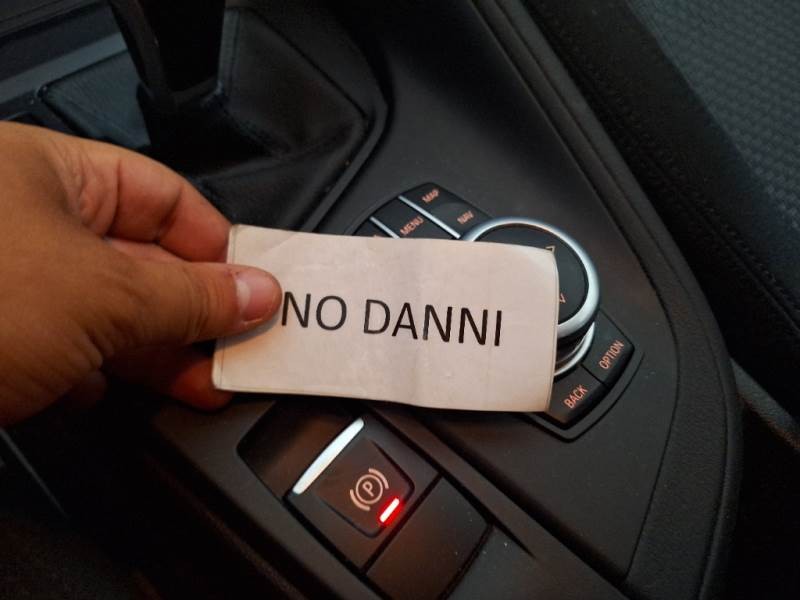 MAP
MENU
NAV
NO DANNI
OPTION
BACK
P